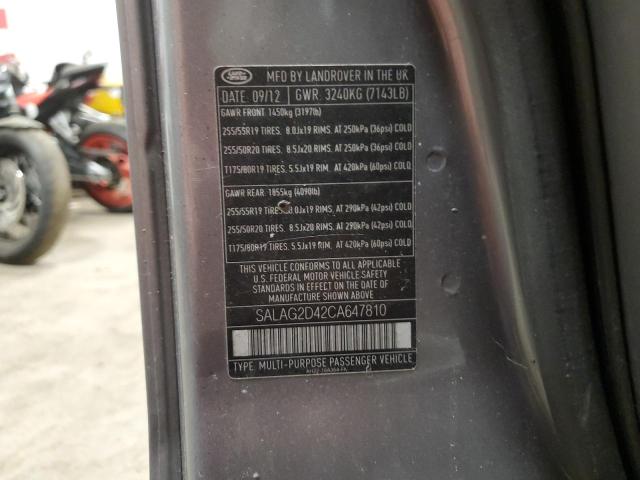 LAND ROVER
MFD BY LANDROVER IN THE UK
DATE: 09/12 GWR. 3240KG (7143LB)
GAWR FRONT: 1450kg (3197lb)
255/55R19 TIRES. 8.0Jx19 RIMS. AT 250kPa (36psi) COLD
255/50R20 TIRES. 8.5Jx20 RIMS. AT 250kPa (36psi) COLD
T175/80R19 TIRES. 5.5Jx19 RIM. AT 420kPa (60psi) COLD
GAWR REAR: 1855kg (4090lb)
255/55R19 TIRES. 8.0Jx19 RIMS. AT 290kPa (42psi) COLD
255/50R20 TIRES. 8.5Jx20 RIMS. AT 290kPa (42psi) COLD
T175/80R19 TIRES. 5.5Jx19 RIM. AT 420kPa (60psi) COLD
THIS VEHICLE CONFORMS TO ALL APPLICABLE
U.S. FEDERAL MOTOR VEHICLE SAFETY
STANDARDS IN EFFECT ON THE DATE OF
MANUFACTURE SHOWN ABOVE.
SALAG2D42CA647810
TYPE: MULTI-PURPOSE PASSENGER VEHICLE